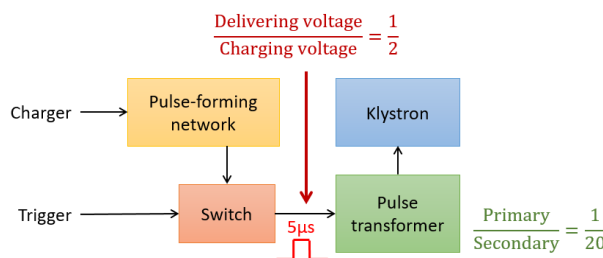 Delivering voltage
Charging voltage
= 1
2
Charger
Pulse-forming
network
Klystron
Trigger
Switch
5μs
Pulse
transformer
Primary
Secondary
= 1
20